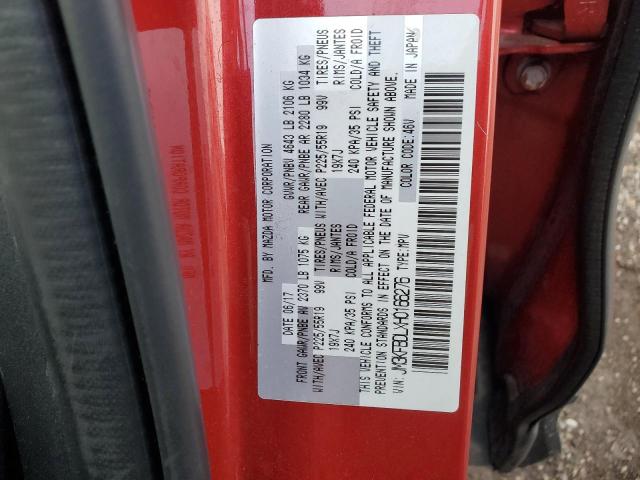 MFD. BY MAZDA MOTOR CORPORATION
DATE 06/17 GVWR/PNBV 4643 LB 2106 KG
FRONT GAWR/PNBE AV 2370 LB 1075 KG REAR GAWR/PNBE AR 2280 LB 1034 KG
WITH/AVEC P225/55R19 99V TIRES/PNEUS WITH/AVEC P225/55R19 99V TIRES/PNEUS
19X7J RIMS/JANTES 19X7J RIMS/JANTES
240 KPA/35 PSI COLD/A FROID 240 KPA/35 PSI COLD/A FROID
THIS VEHICLE CONFORMS TO ALL APPLICABLE FEDERAL MOTOR VEHICLE SAFETY AND THEFT
PREVENTION STANDARDS IN EFFECT ON THE DATE OF MANUFACTURE SHOWN ABOVE.
VIN: JM3KFBDLXH0156276 TYPE:MPV COLOR CODE:46V MADE IN JAPAN